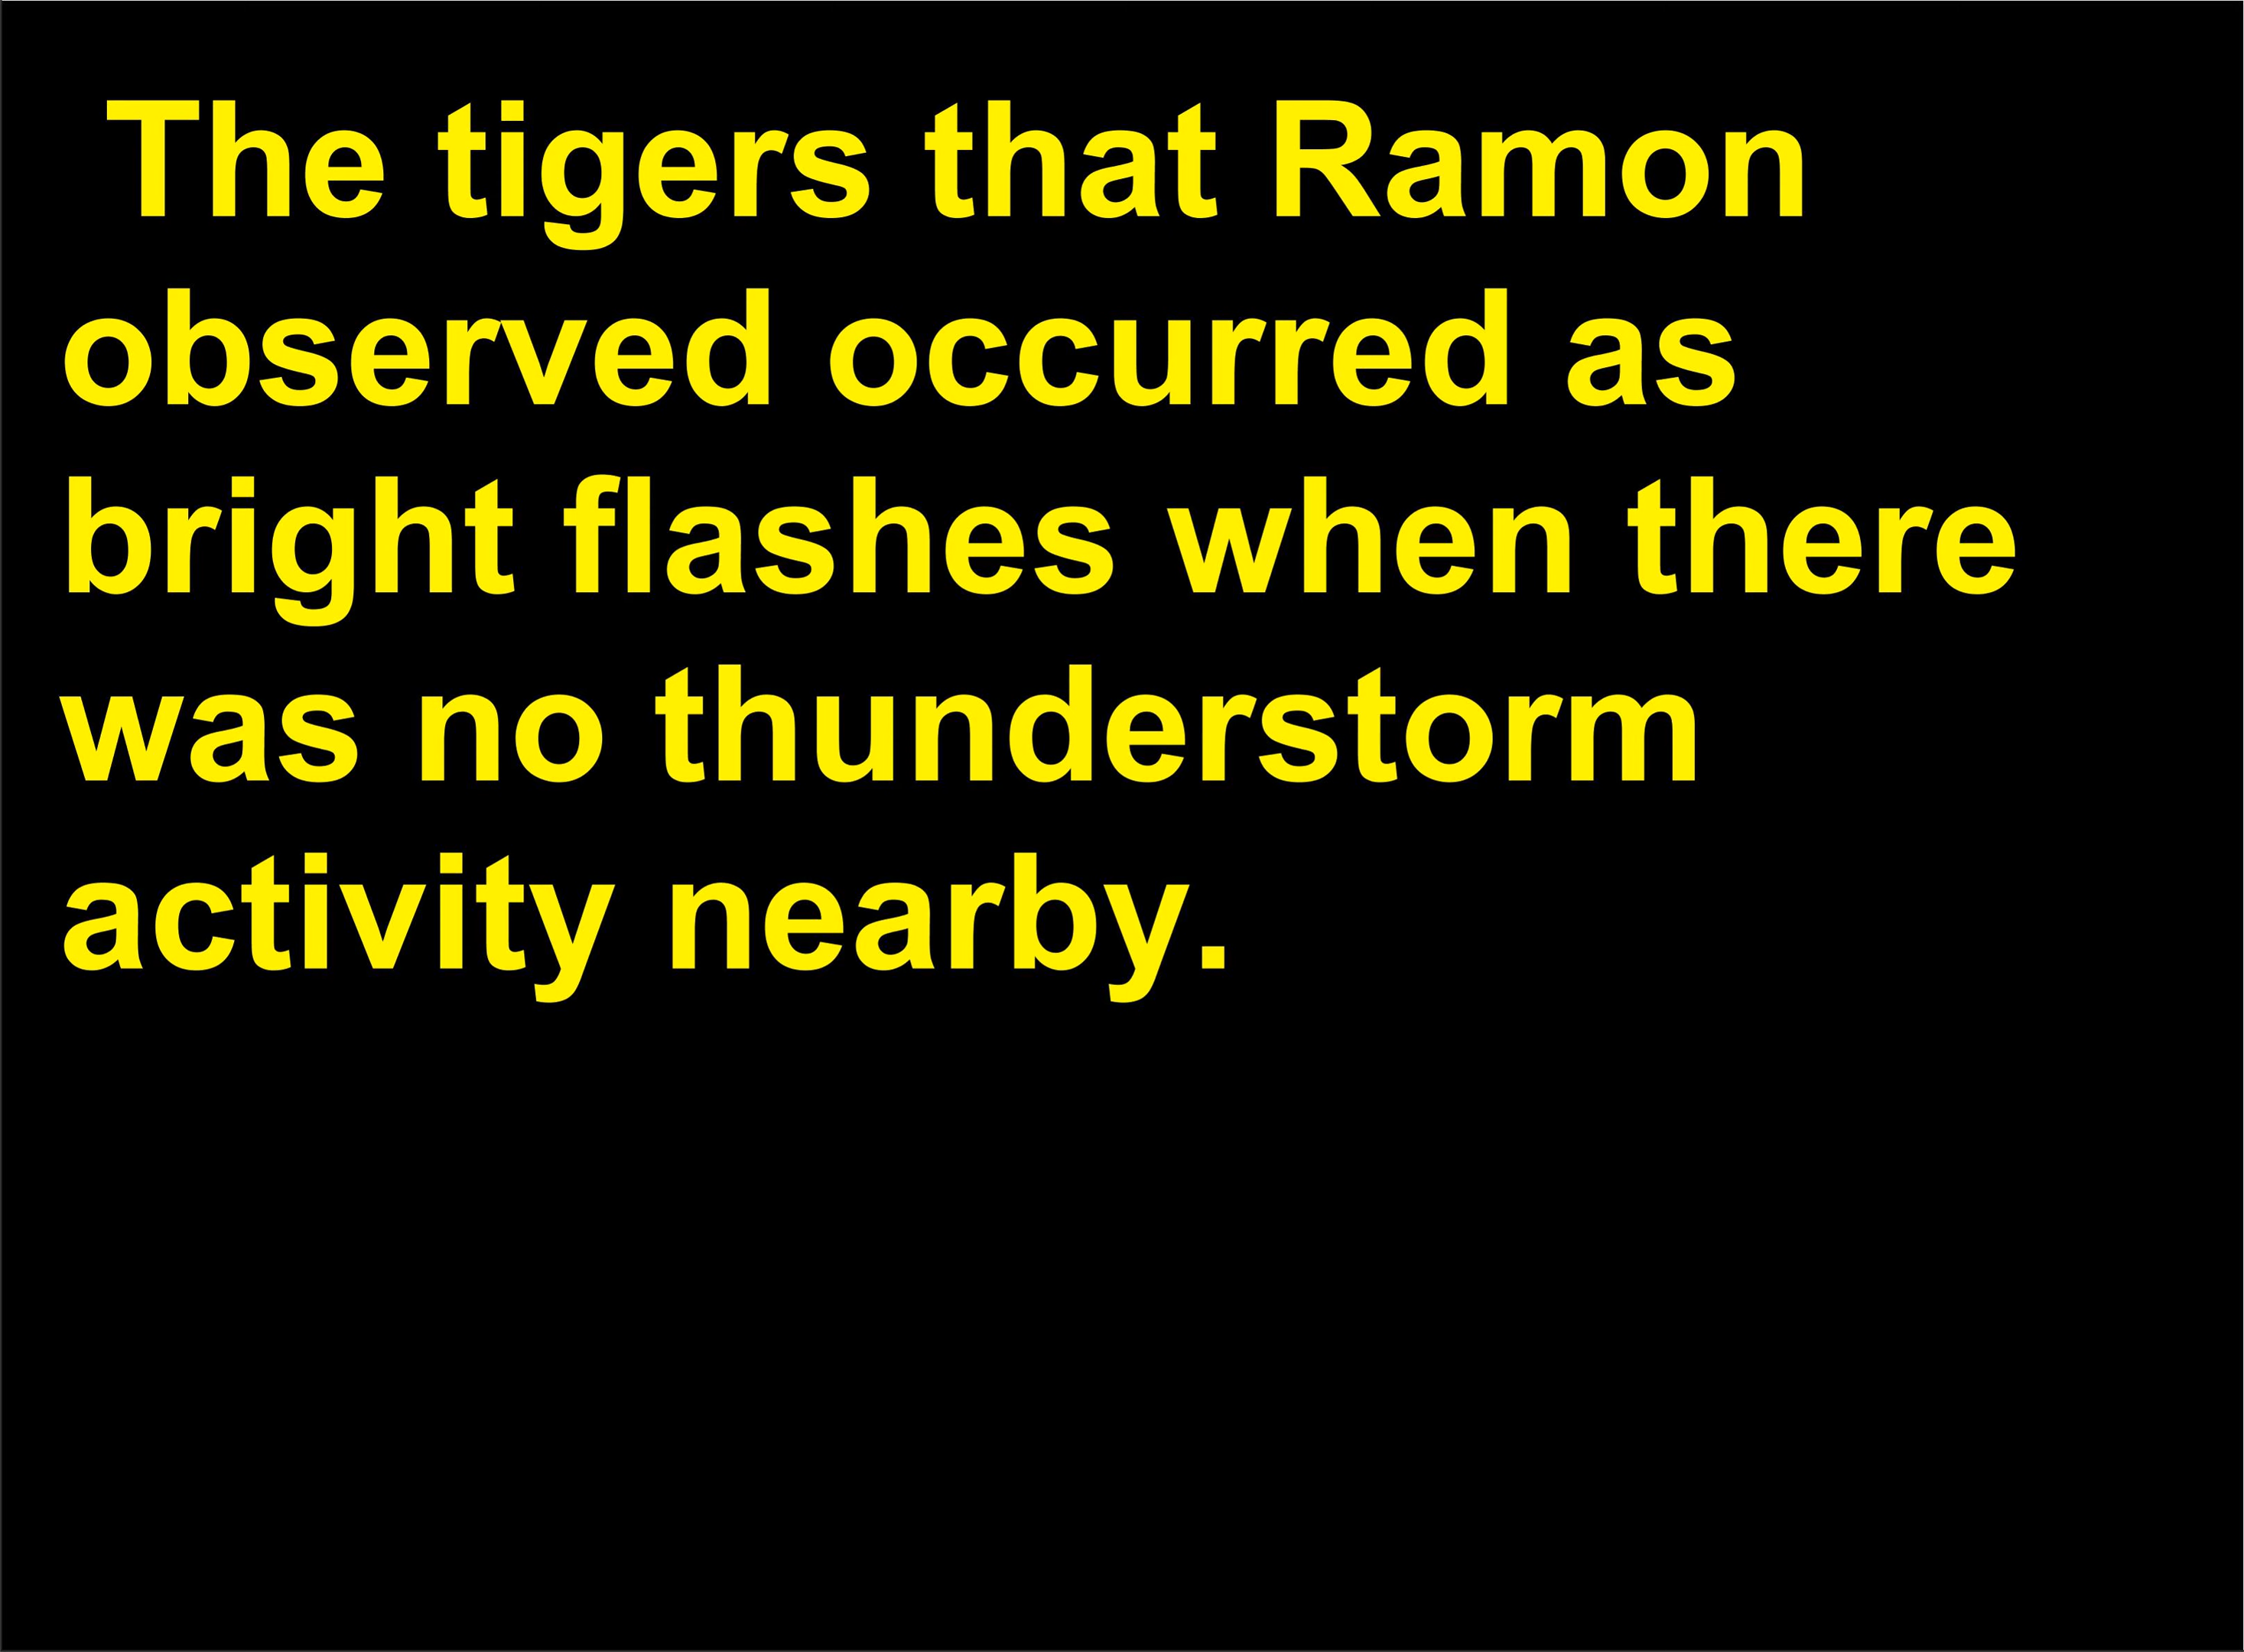 The tigers that Ramon
observed occurred as
bright flashes when there
was no thunderstorm
activity nearby.